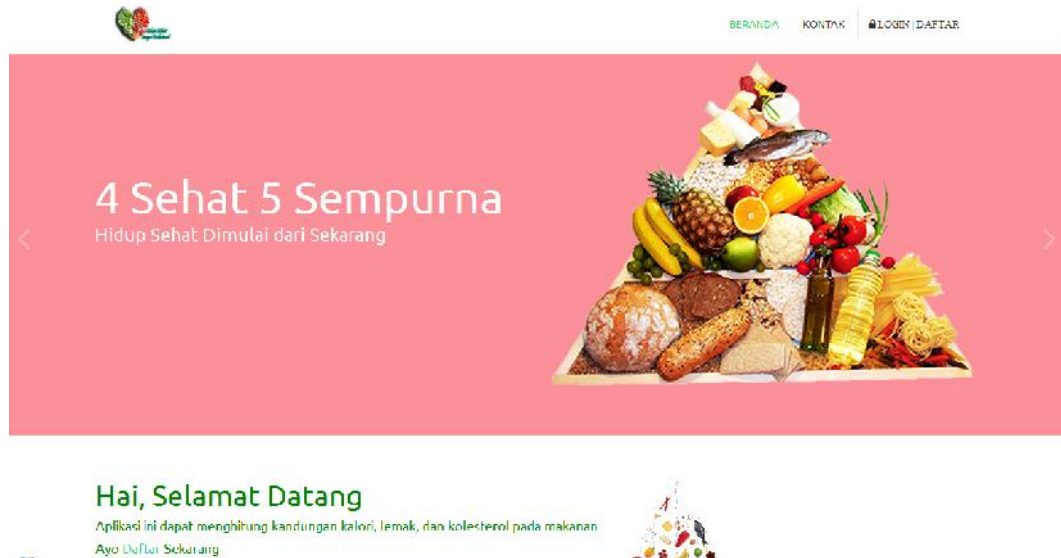 BERANDA KONTAK LOGIN | DAFTAR
4 Sehat 5 Sempurna
Hidup Sehat Dimulai dari Sekarang
Hai, Selamat Datang
Aplikasi ini dapat menghitung kandungan kalori, lemak, dan kolesterol pada makanan
Ayo Daftar Sekarang